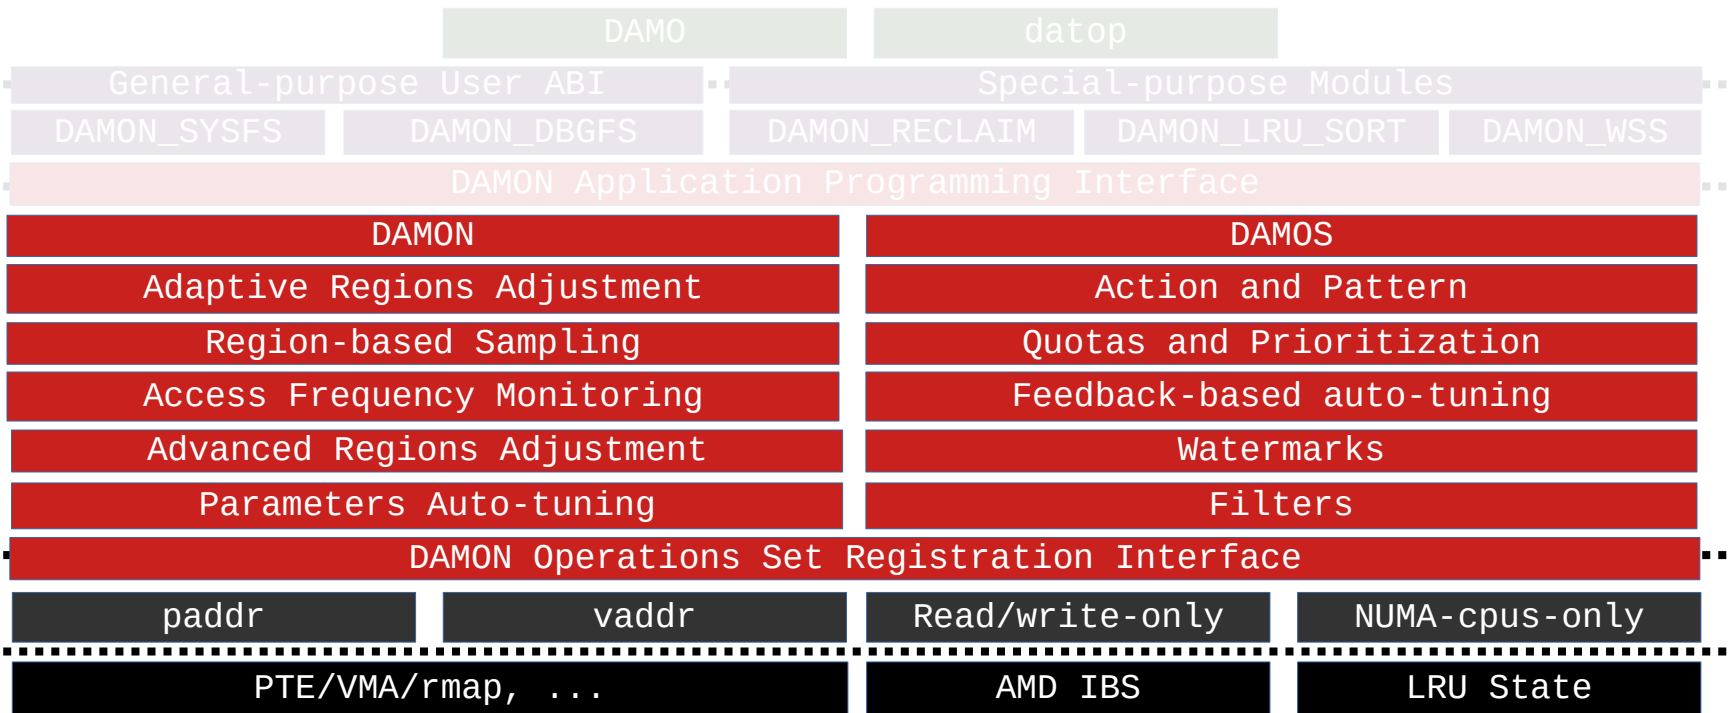 DAMO datop
General-purpose User ABI Special-purpose Modules
DAMON_SYSFS DAMON_DBGFS DAMON_RECLAIM DAMON_LRU_SORT DAMON_WSS
DAMON Application Programming Interface
DAMON DAMOS
Adaptive Regions Adjustment Action and Pattern
Region-based Sampling Quotas and Prioritization
Access Frequency Monitoring Feedback-based auto-tuning
Advanced Regions Adjustment Watermarks
Parameters Auto-tuning Filters
DAMON Operations Set Registration Interface
paddr vaddr Read/write-only NUMA-cpus-only
PTE/VMA/rmap, ... AMD IBS LRU State